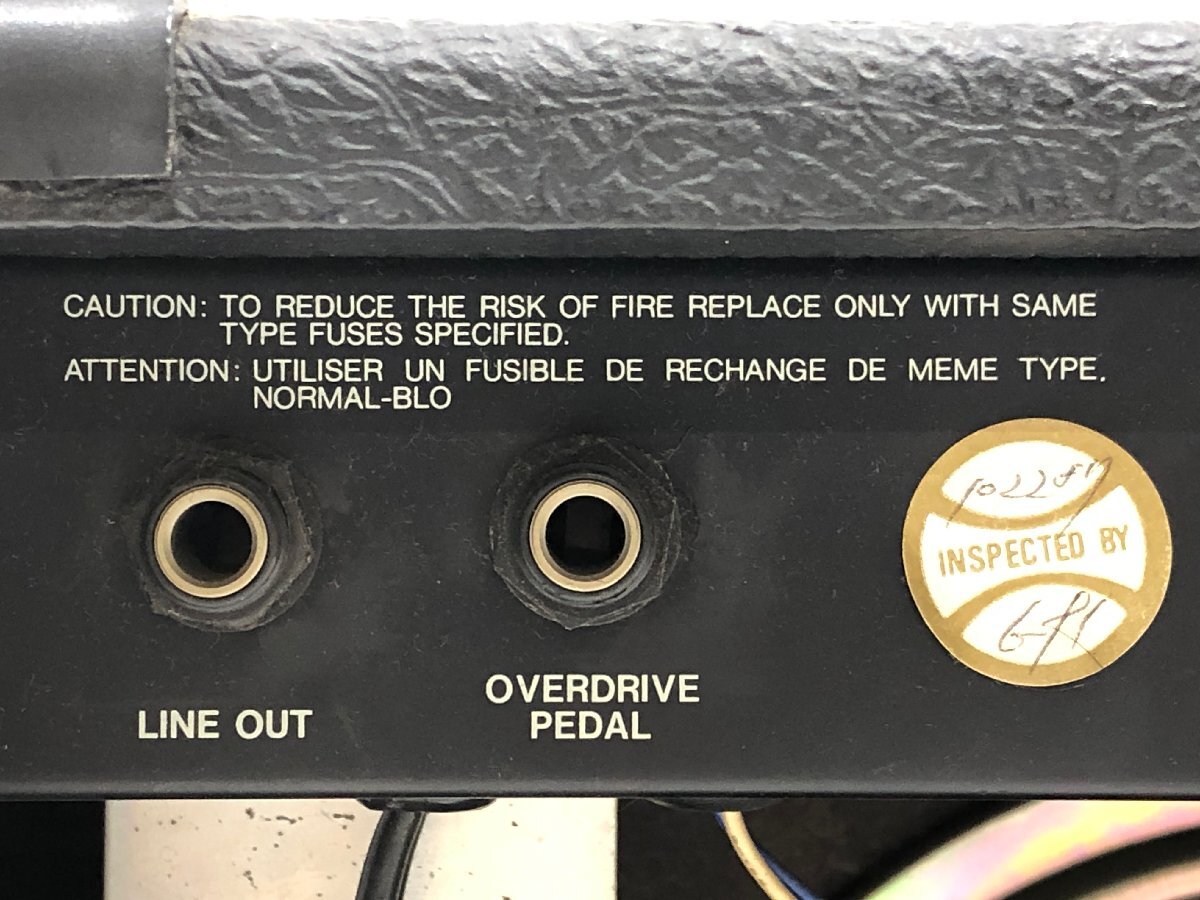 CAUTION: TO REDUCE THE RISK OF FIRE REPLACE ONLY WITH SAME
TYPE FUSES SPECIFIED.
ATTENTION: UTILISER UN FUSIBLE DE RECHANGE DE MEME TYPE.
NORMAL-BLO
INSPECTED BY
LINE OUT
OVERDRIVE
PEDAL